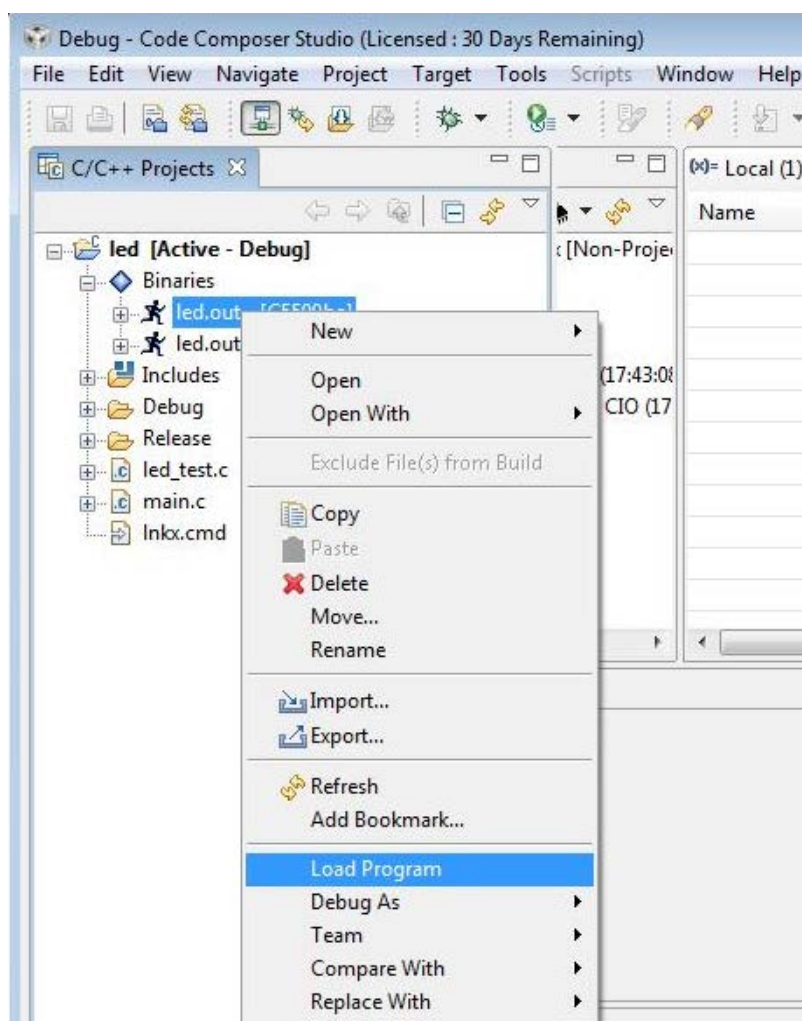 Debug - Code Composer Studio (Licensed : 30 Days Remaining)
File Edit View Navigate Project Target Tools Scripts Window Help
C/C++ Projects
(x)= Local (1)
Name
led [Active - Debug]
[Non-Proje
Binaries
led.out
led.out
Includes
(17:43:08
Debug
CIO (17
Release
led_test.c
main.c
lnkx.cmd
New
Open
Open With
Exclude File(s) from Build
Copy
Paste
Delete
Move...
Rename
Import...
Export...
Refresh
Add Bookmark...
Load Program
Debug As
Team
Compare With
Replace With